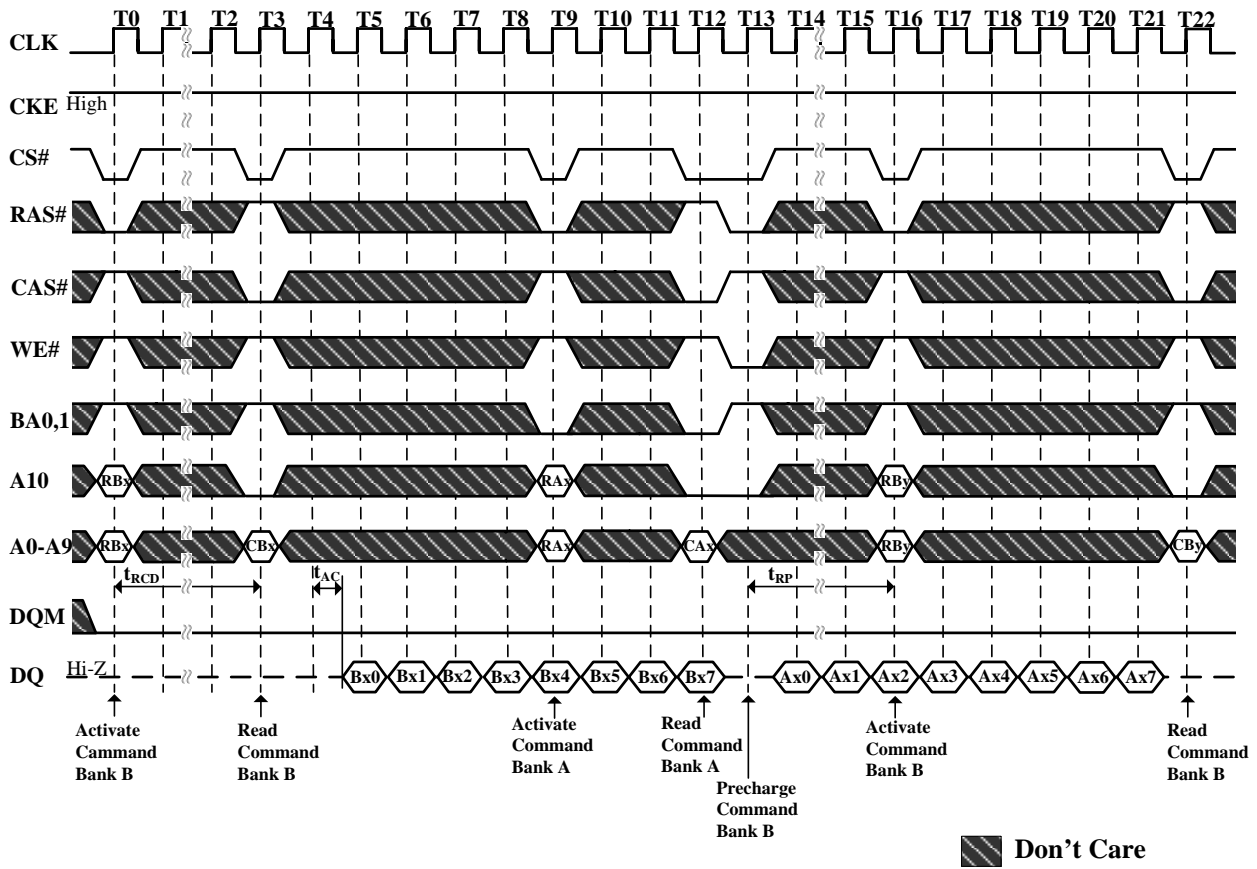 T0 T1 T2 T3 T4 T5 T6 T7 T8 T9 T10 T11 T12 T13 T14 T15 T16 T17 T18 T19 T20 T21 T22
CLK
CKE High
CS#
RAS#
CAS#
WE#
BA0,1
A10 RBx RAx RBy
A0-A9 RBx CBx RAx CAx RBy CBy
tRCD tAC tRP
DQM
DQ Hi-Z Bx0 Bx1 Bx2 Bx3 Bx4 Bx5 Bx6 Bx7 Ax0 Ax1 Ax2 Ax3 Ax4 Ax5 Ax6 Ax7
Activate
Cammand
Bank B
Read
Command
Bank B
Activate
Command
Bank A
Read
Command
Bank A
Precharge
Command
Bank B
Activate
Command
Bank B
Read
Command
Bank B
Don't Care